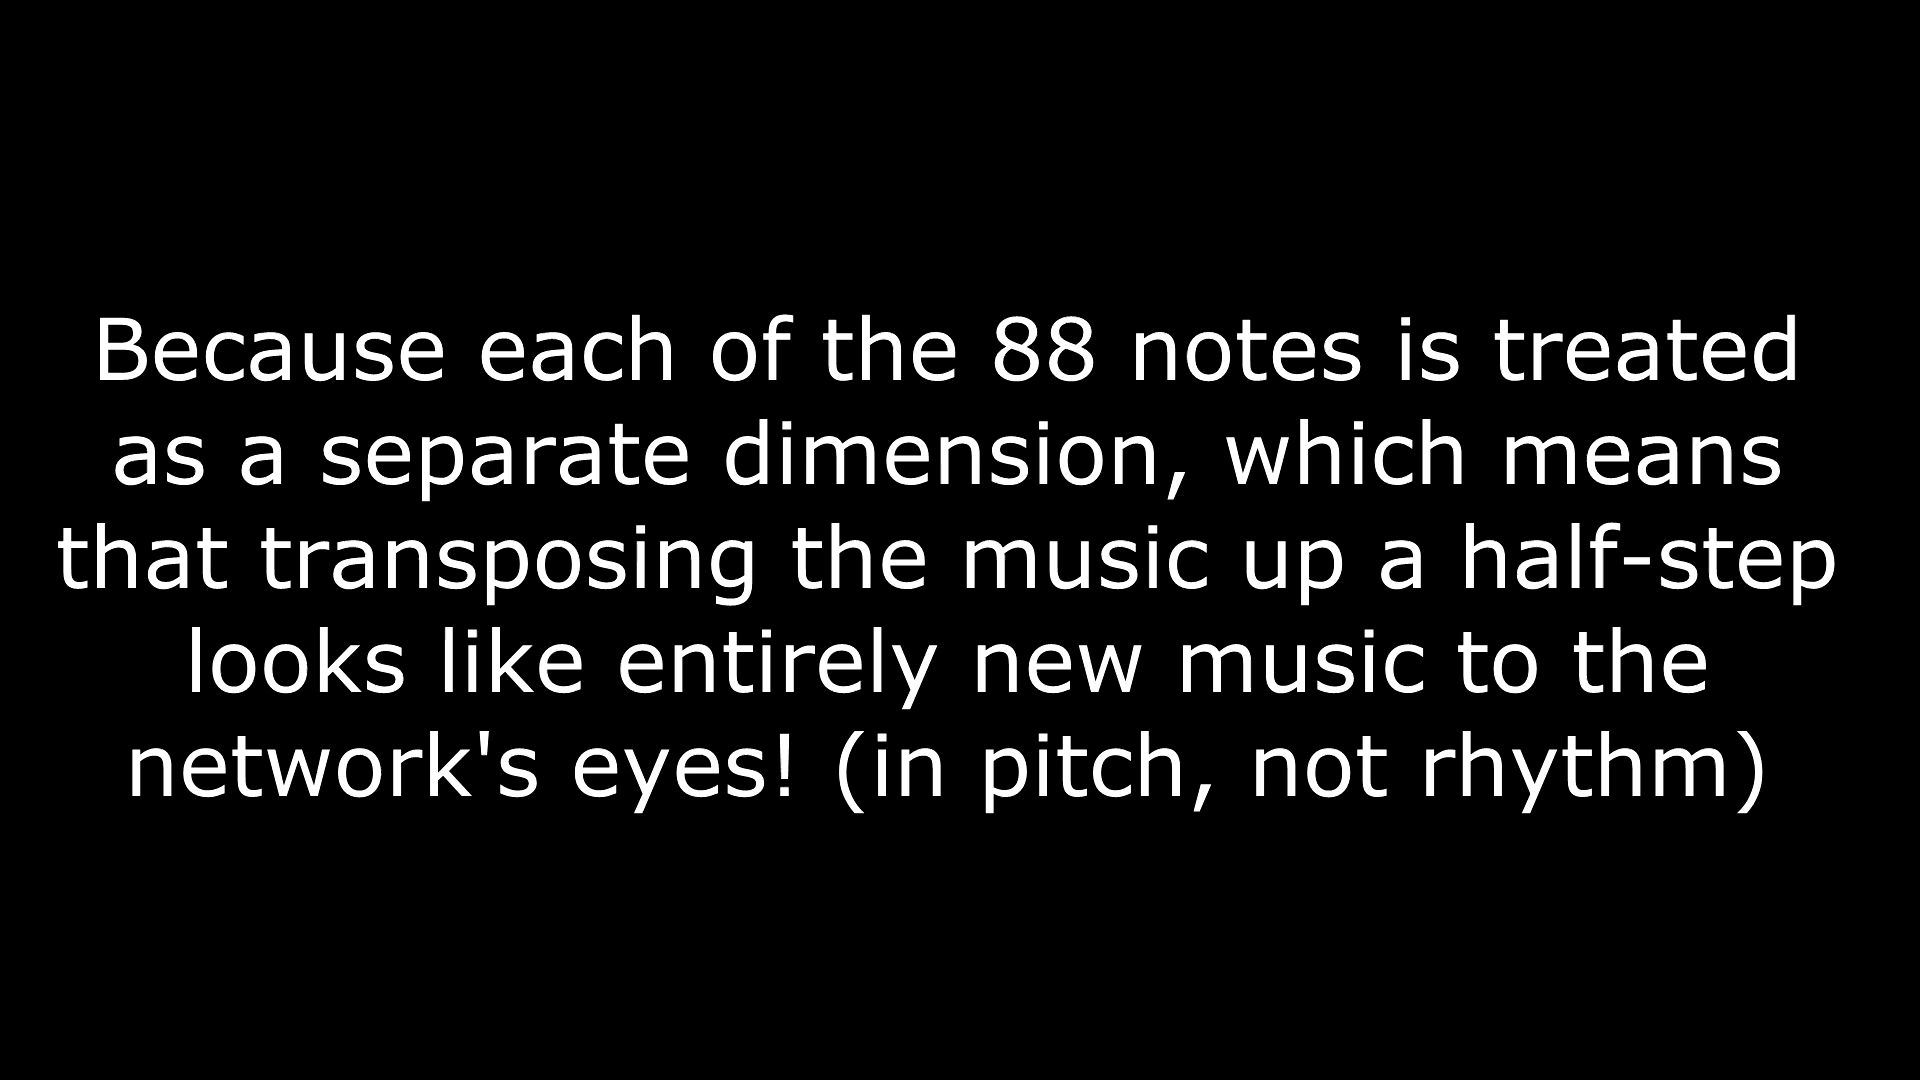 Because each of the 88 notes is treated
as a separate dimension, which means
that transposing the music up a half-step
looks like entirely new music to the
network's eyes! (in pitch, not rhythm)